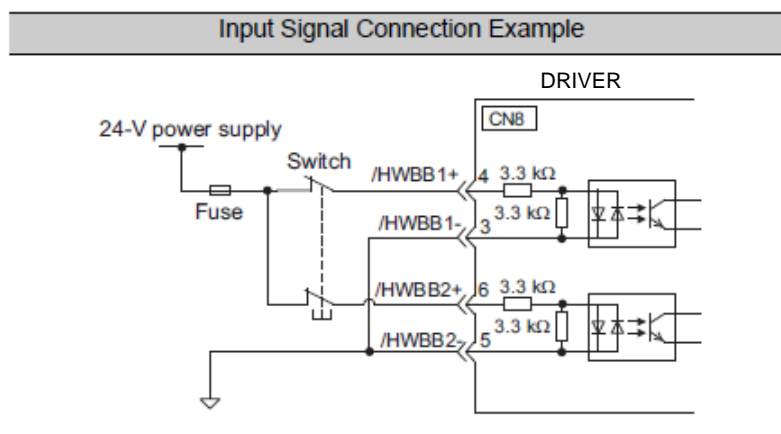 Input Signal Connection Example
DRIVER
CN8
24-V power supply
Switch
Fuse
/HWBB1+ 4 3.3 kΩ
3.3 kΩ
/HWBB1- 3
/HWBB2+ 6 3.3 kΩ
3.3 kΩ
/HWBB2- 5